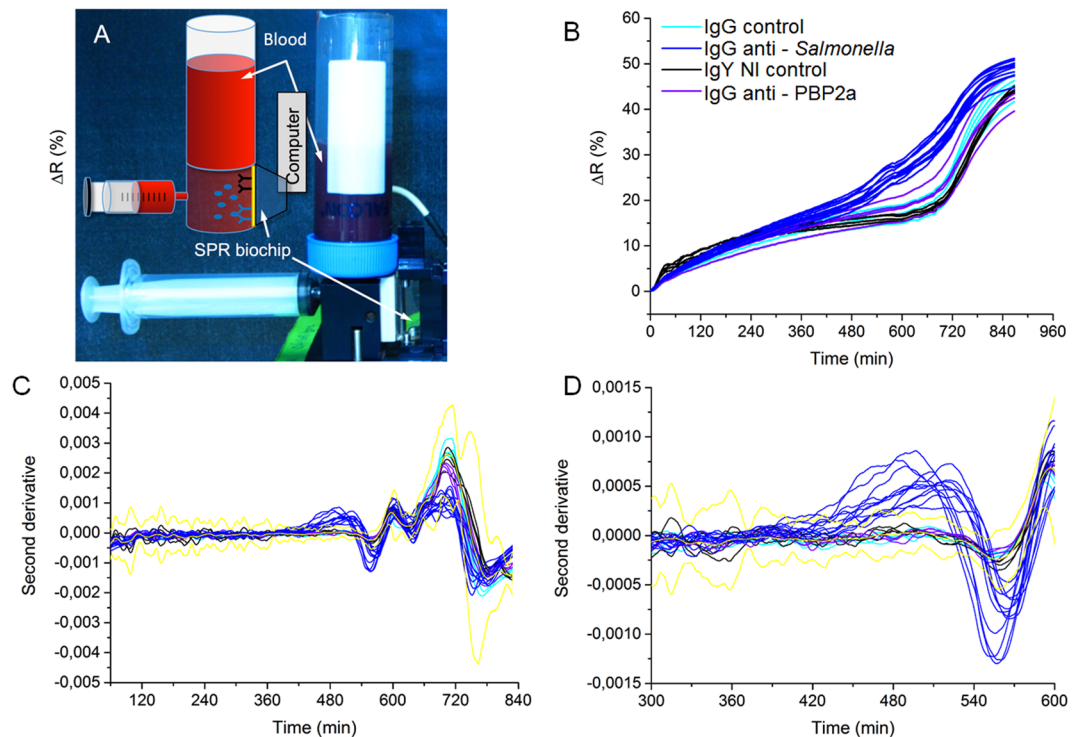 A
Blood
Computer
SPR biochip
ΔR (%)
B
IgG control
IgG anti - Salmonella
IgY NI control
IgG anti - PBP2a
ΔR (%)
60
50
40
30
20
10
0
0 120 240 360 480 600 720 840 960
Time (min)
C
Second derivative
0,005
0,004
0,003
0,002
0,001
0,000
-0,001
-0,002
-0,003
-0,004
-0,005
120 240 360 480 600 720 840
Time (min)
D
Second derivative
0,0015
0,0010
0,0005
0,0000
-0,0005
-0,0010
-0,0015
300 360 420 480 540 600
Time (min)